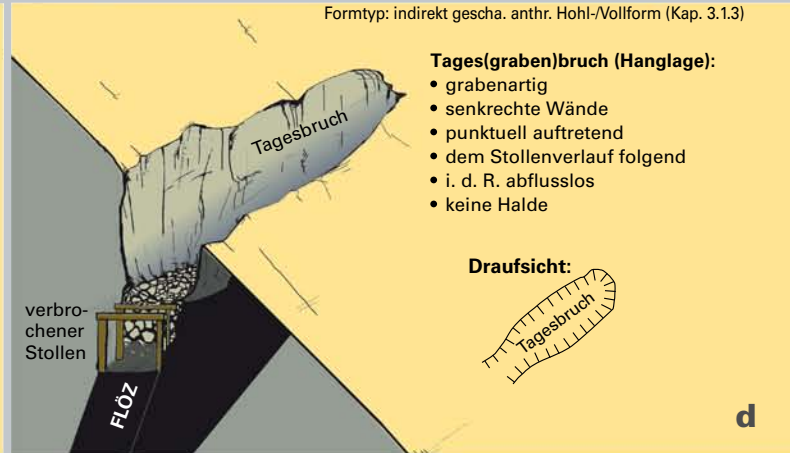 Formtyp: indirekt gescha. anthr. Hohl-/Vollform (Kap. 3.1.3)
Tages(graben)bruch (Hanglage):
• grabenartig
• senkrechte Wände
• punktuell auftretend
• dem Stollenverlauf folgend
• i. d. R. abflusslos
• keine Halde
Tagesbruch
Draufsicht:
Tagesbruch
verbro-
chener
Stollen
FLÖZ
d